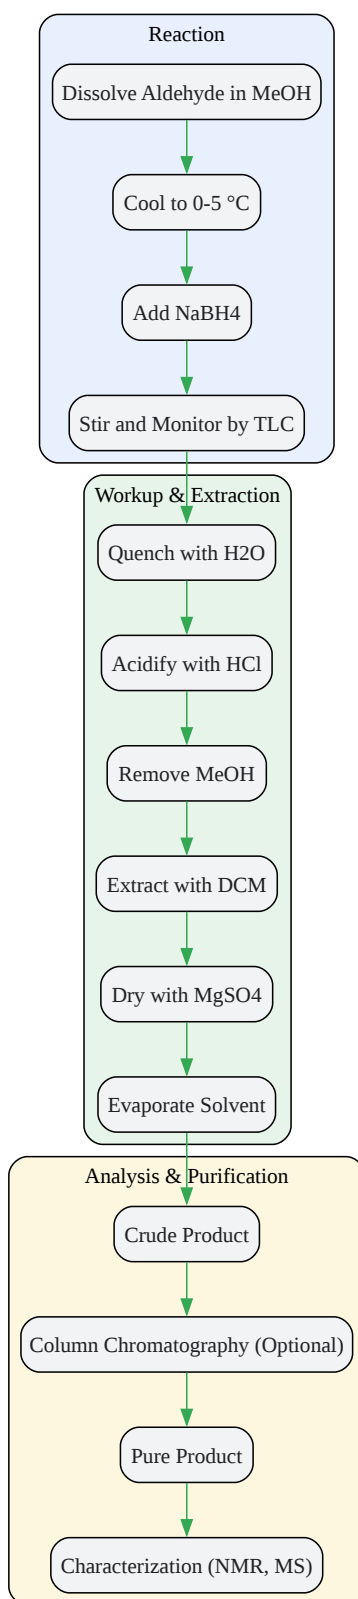 Reaction
Dissolve Aldehyde in MeOH
Cool to 0-5 °C
Add NaBH4
Stir and Monitor by TLC
Workup & Extraction
Quench with H2O
Acidify with HCl
Remove MeOH
Extract with DCM
Dry with MgSO4
Evaporate Solvent
Analysis & Purification
Crude Product
Column Chromatography (Optional)
Pure Product
Characterization (NMR, MS)